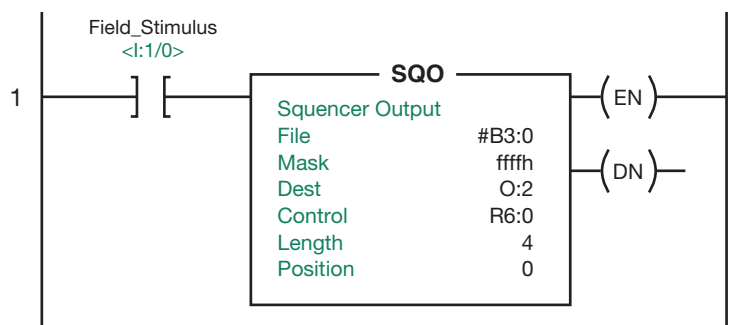 Field_Stimulus
<I:1/0>
1
SQO
Squencer Output
File #B3:0
Mask ffffh
Dest O:2
Control R6:0
Length 4
Position 0
EN
DN